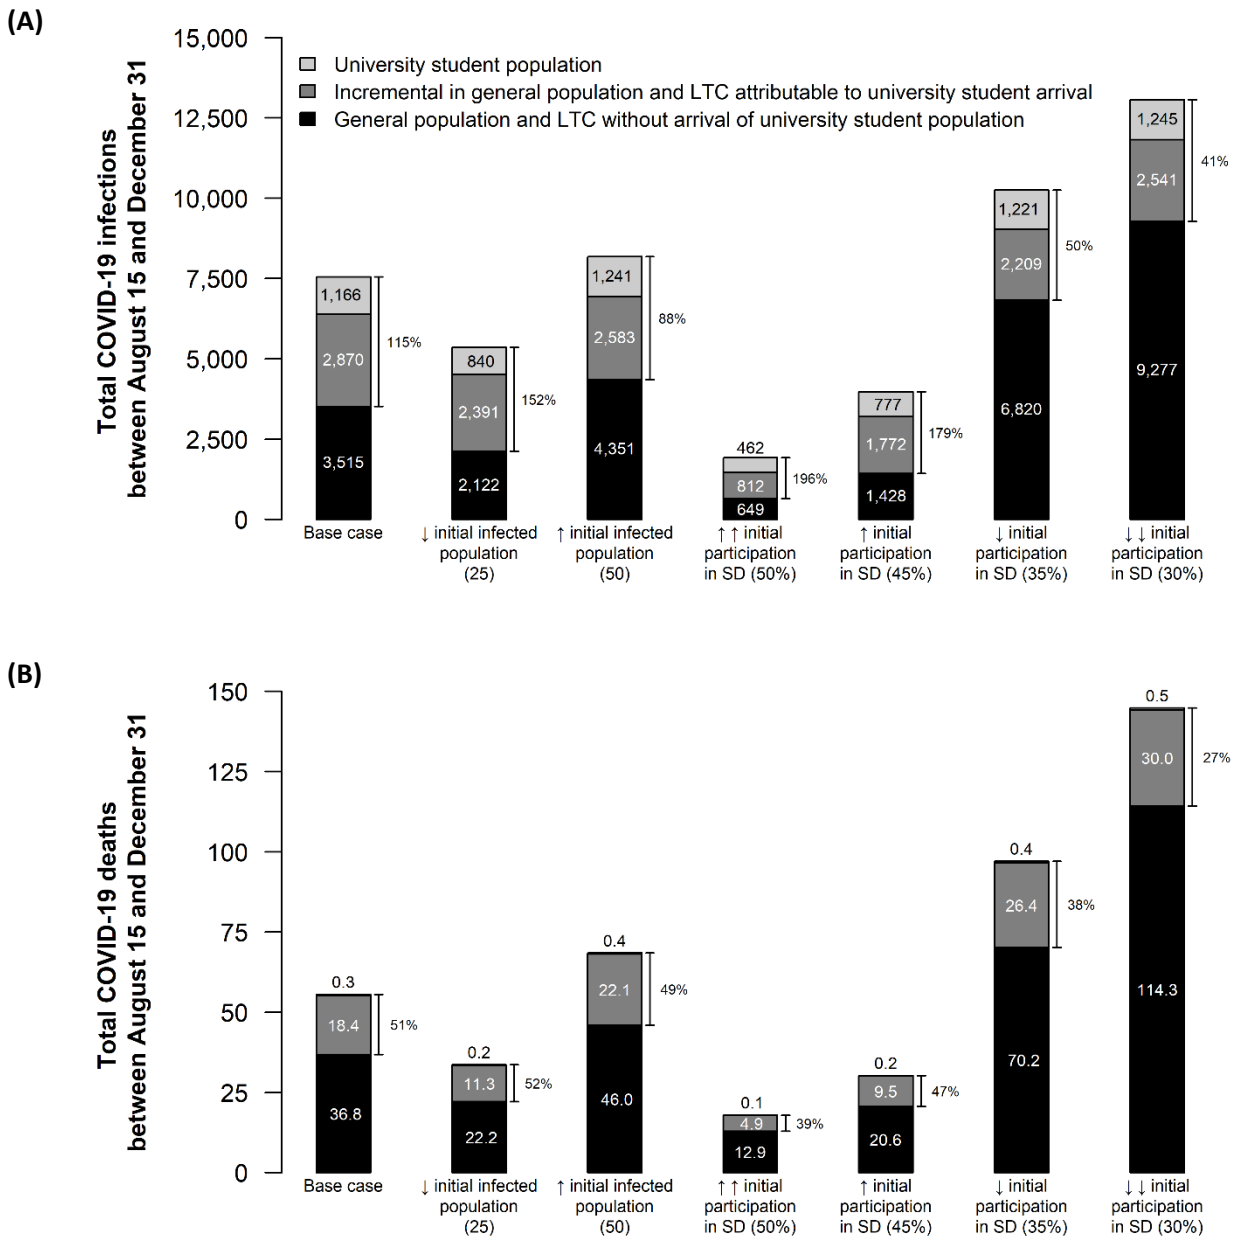 (A)
Total COVID-19 infections
between August 15 and December 31
15,000
12,500
10,000
7,500
5,000
2,500
0
University student population
Incremental in general population and LTC attributable to university student arrival
General population and LTC without arrival of university student population
1,166
2,870
3,515
115%
840
2,391
2,122
152%
1,241
2,583
4,351
88%
462
812
649
196%
777
1,772
1,428
179%
1,221
2,209
6,820
50%
1,245
2,541
9,277
41%
Base case
↓ initial infected
population
(25)
↑ initial infected
population
(50)
↑↑ initial
participation
in SD (50%)
↑ initial
participation
in SD (45%)
↓ initial
participation
in SD (35%)
↓↓ initial
participation
in SD (30%)
(B)
Total COVID-19 deaths
between August 15 and December 31
150
125
100
75
50
25
0
0.3
18.4
36.8
51%
0.2
11.3
22.2
52%
0.4
22.1
46.0
49%
0.1
4.9
12.9
39%
0.2
9.5
20.6
47%
0.4
26.4
70.2
38%
0.5
30.0
114.3
27%
Base case
↓ initial infected
population
(25)
↑ initial infected
population
(50)
↑↑ initial
participation
in SD (50%)
↑ initial
participation
in SD (45%)
↓ initial
participation
in SD (35%)
↓↓ initial
participation
in SD (30%)